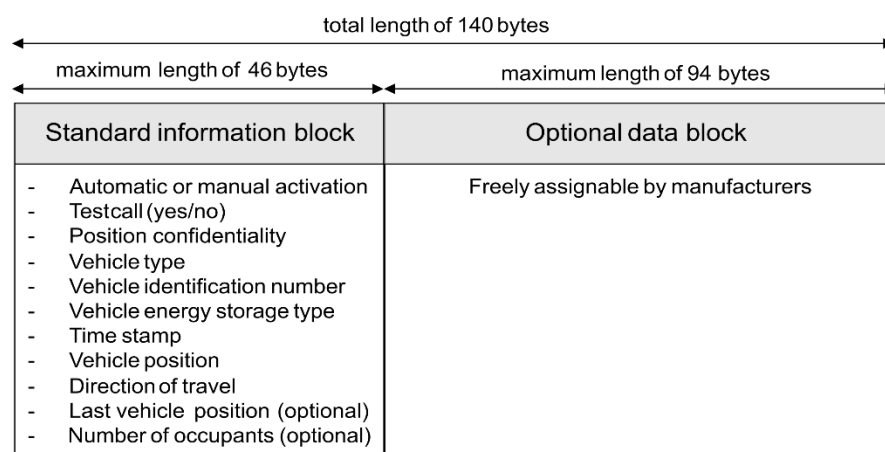 total length of 140 bytes
maximum length of 46 bytes
maximum length of 94 bytes
Standard information block
Optional data block
- Automatic or manual activation
- Testcall (yes/no)
- Position confidentiality
- Vehicle type
- Vehicle identification number
- Vehicle energy storage type
- Time stamp
- Vehicle position
- Direction of travel
- Last vehicle position (optional)
- Number of occupants (optional)
Freely assignable by manufacturers